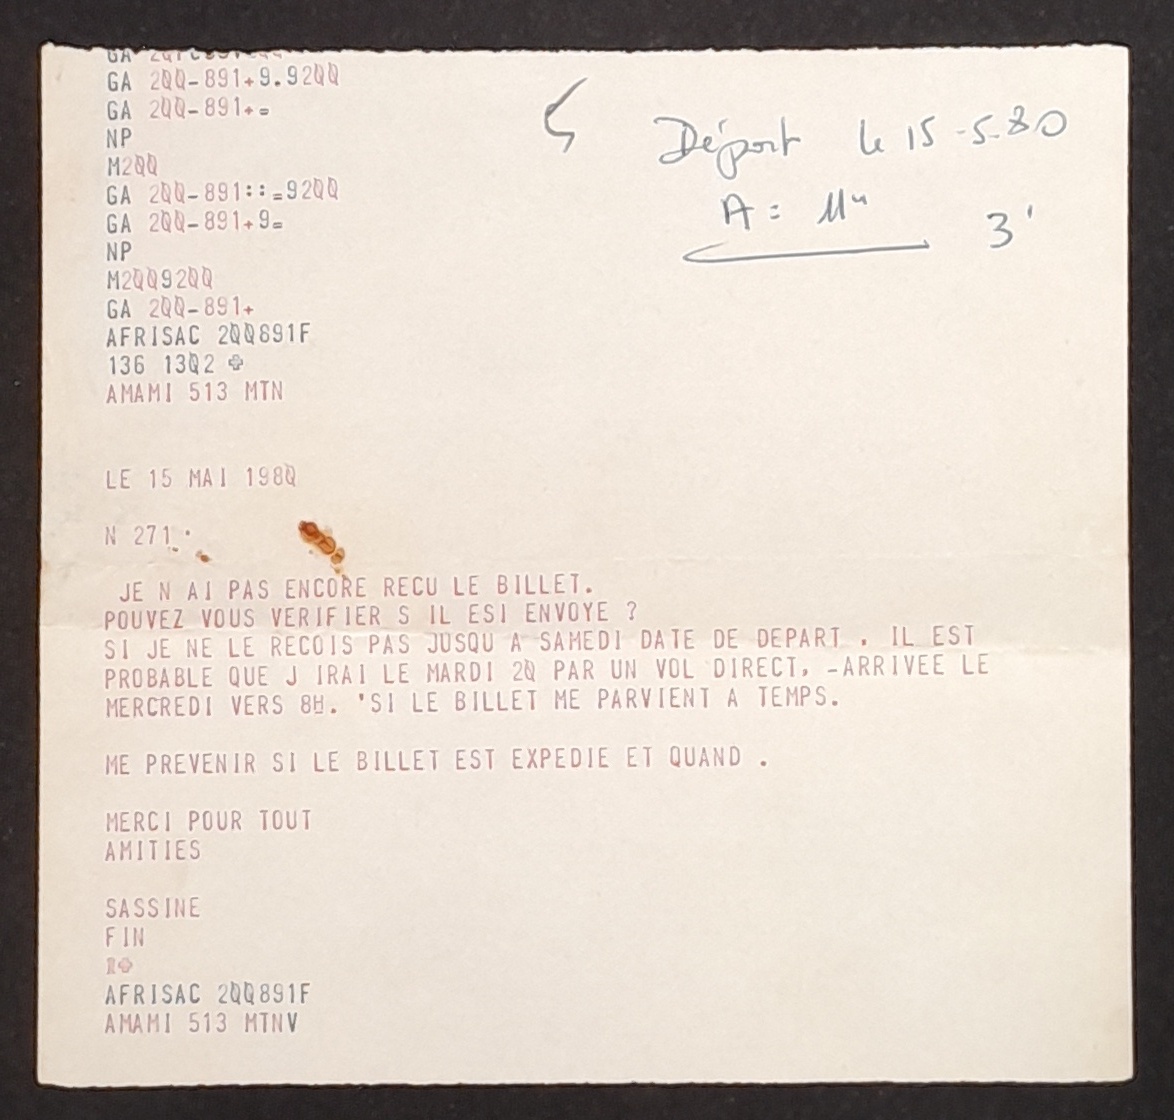 GA 200-891+9.9200
GA 200-891+=
NP
M200
GA 200-891::=9200
GA 200-891+9=
NP
M2009200
GA 200-891+
AFRISAC 200891F
136 1302 ✠
AMAMI 513 MTN
Départ le 15-5-80
A = 11"
3'
LE 15 MAI 1980
N 271
JE N AI PAS ENCORE RECU LE BILLET.
POUVEZ VOUS VERIFIER S IL ESI ENVOYE ?
SI JE NE LE RECOIS PAS JUSQU A SAMEDI DATE DE DEPART . IL EST
PROBABLE QUE J IRAI LE MARDI 20 PAR UN VOL DIRECT, -ARRIVEE LE
MERCREDI VERS 8H. 'SI LE BILLET ME PARVIENT A TEMPS.
ME PREVENIR SI LE BILLET EST EXPEDIE ET QUAND .
MERCI POUR TOUT
AMITIES
SASSINE
FIN
✠
AFRISAC 200891F
AMAMI 513 MTNV